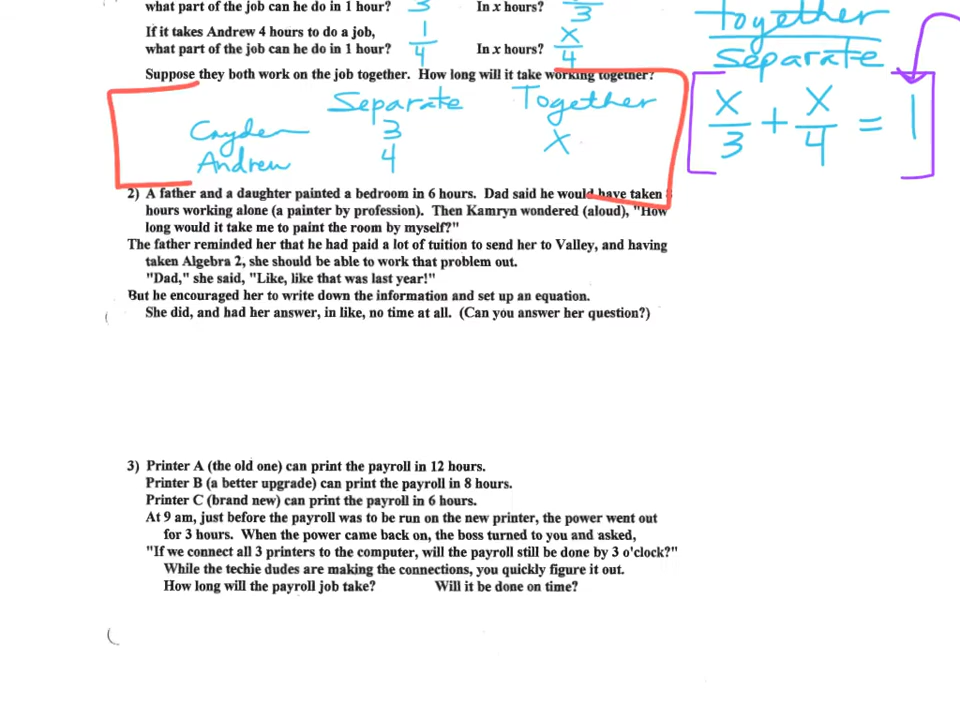 what part of the job can he do in 1 hour? 3 In x hours? 3
together
If it takes Andrew 4 hours to do a job,
what part of the job can he do in 1 hour? 1/4 In x hours? x/4
separate
Suppose they both work on the job together. How long will it take working together?
Separate Together
Cayden 3 x
Andrew 4
x/3 + x/4 = 1
2) A father and a daughter painted a bedroom in 6 hours. Dad said he would have taken
hours working alone (a painter by profession). Then Kamryn wondered (aloud), "How
long would it take me to paint the room by myself?"
The father reminded her that he had paid a lot of tuition to send her to Valley, and having
taken Algebra 2, she should be able to work that problem out.
"Dad," she said, "Like, like that was last year!"
But he encouraged her to write down the information and set up an equation.
She did, and had her answer, in like, no time at all. (Can you answer her question?)
3) Printer A (the old one) can print the payroll in 12 hours.
Printer B (a better upgrade) can print the payroll in 8 hours.
Printer C (brand new) can print the payroll in 6 hours.
At 9 am, just before the payroll was to be run on the new printer, the power went out
for 3 hours. When the power came back on, the boss turned to you and asked,
"If we connect all 3 printers to the computer, will the payroll still be done by 3 o'clock?"
While the techie dudes are making the connections, you quickly figure it out.
How long will the payroll job take? Will it be done on time?